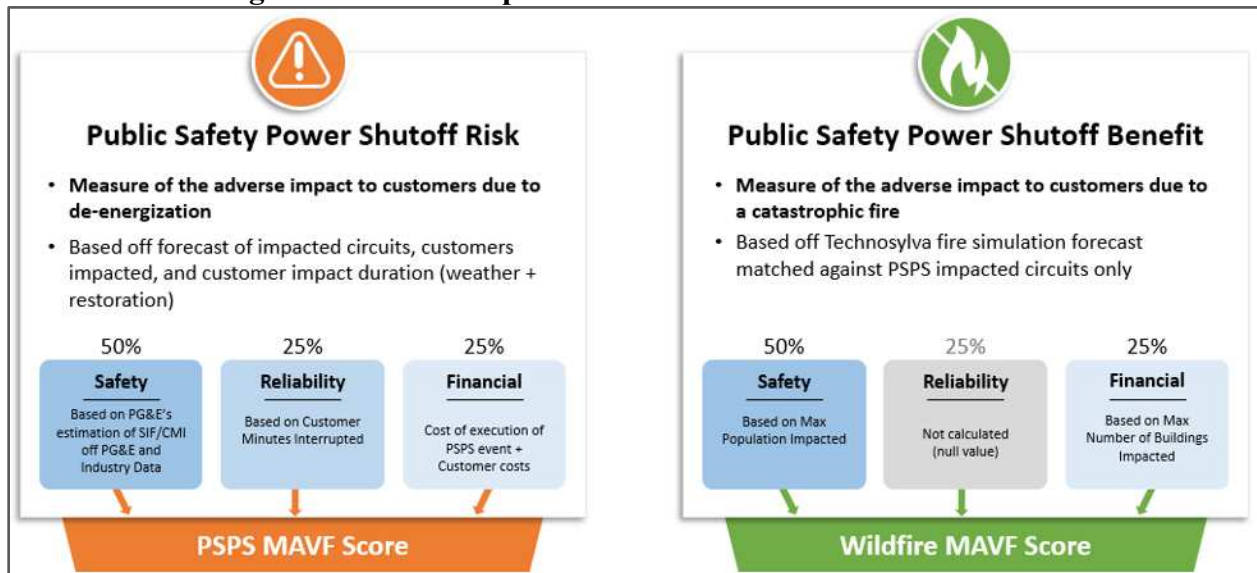 Public Safety Power Shutoff Risk
• Measure of the adverse impact to customers due to
de-energization
• Based off forecast of impacted circuits, customers
impacted, and customer impact duration (weather +
restoration)
50%
Safety
Based on PG&E's
estimation of SIF/CMI
off PG&E and
Industry Data
25%
Reliability
Based on Customer
Minutes Interrupted
25%
Financial
Cost of execution of
PSPS event +
Customer costs
PSPS MAVF Score
Public Safety Power Shutoff Benefit
• Measure of the adverse impact to customers due to
a catastrophic fire
• Based off Technosylva fire simulation forecast
matched against PSPS impacted circuits only
50%
Safety
Based on Max
Population Impacted
25%
Reliability
Not calculated
(null value)
25%
Financial
Based on Max
Number of Buildings
Impacted
Wildfire MAVF Score